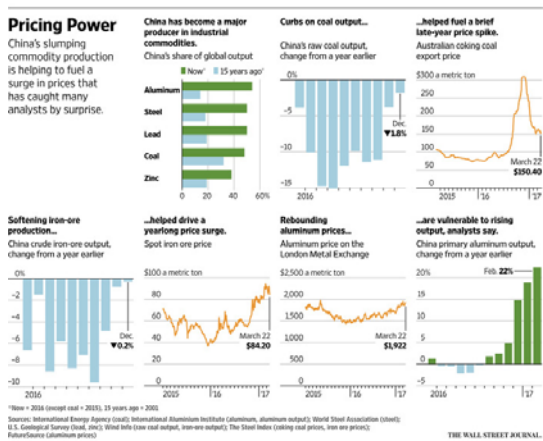 Pricing Power
China's slumping
commodity production
is helping to fuel a
surge in prices that
has caught many
analysts by surprise.
China has become a major
producer in industrial
commodities.
China's share of global output
Now* 15 years ago*
Aluminum
Steel
Lead
Coal
Zinc
0 20 40 60%
Curbs on coal output...
China's raw coal output,
change from a year earlier
0%
−5
−10
−15
Dec.
▼1.8%
2016
...helped fuel a brief
late-year price spike.
Australian coking coal
export price
$300 a metric ton
250
200
150
100
50
0
March 22
$150.40
2015 '16 '17
Softening iron-ore
production...
China crude iron-ore output,
change from a year earlier
0%
−2
−4
−6
−8
−10
Dec.
▼0.2%
2016
...helped drive a
yearlong price surge.
Spot iron ore price
$100 a metric ton
80
60
40
20
0
March 22
$84.20
2015 '16 '17
Rebounding
aluminum prices...
Aluminum price on the
London Metal Exchange
$2,500 a metric ton
2,000
1,500
1,000
500
0
March 22
$1,922
2015 '16 '17
...are vulnerable to rising
output, analysts say.
China primary aluminum output,
change from a year earlier
20%
15
10
5
0
−5
Feb. 22%
2016 '17
*Now = 2016 (except coal = 2015), 15 years ago = 2001
Sources: International Energy Agency (coal); International Aluminium Institute (aluminum, aluminum output); World Steel Association (steel);
U.S. Geological Survey (lead, zinc); Wind Info (raw coal output, iron-ore output); The Steel Index (coking coal prices, iron ore prices);
FutureSource (aluminum prices)
THE WALL STREET JOURNAL.